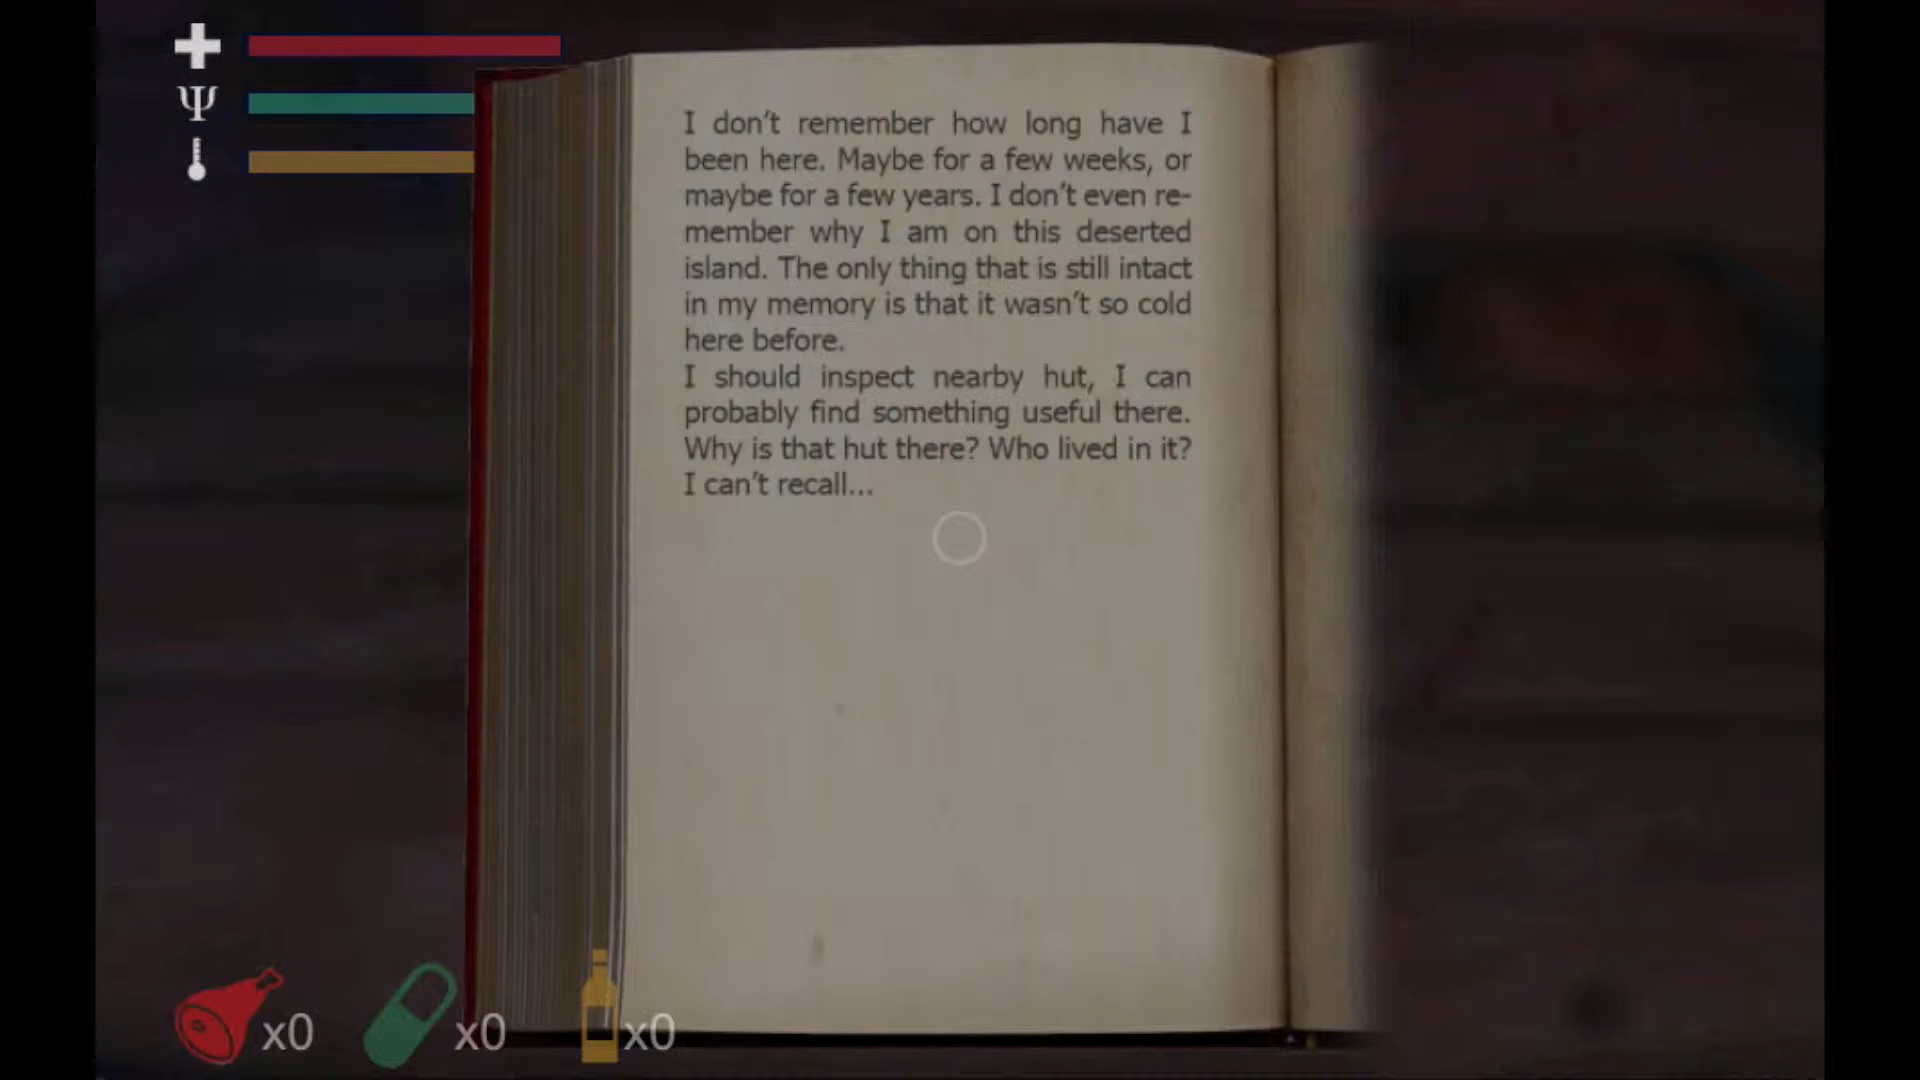 I don't remember how long have I
been here. Maybe for a few weeks, or
maybe for a few years. I don't even re-
member why I am on this deserted
island. The only thing that is still intact
in my memory is that it wasn't so cold
here before.
I should inspect nearby hut, I can
probably find something useful there.
Why is that hut there? Who lived in it?
I can't recall...
x0
x0
x0